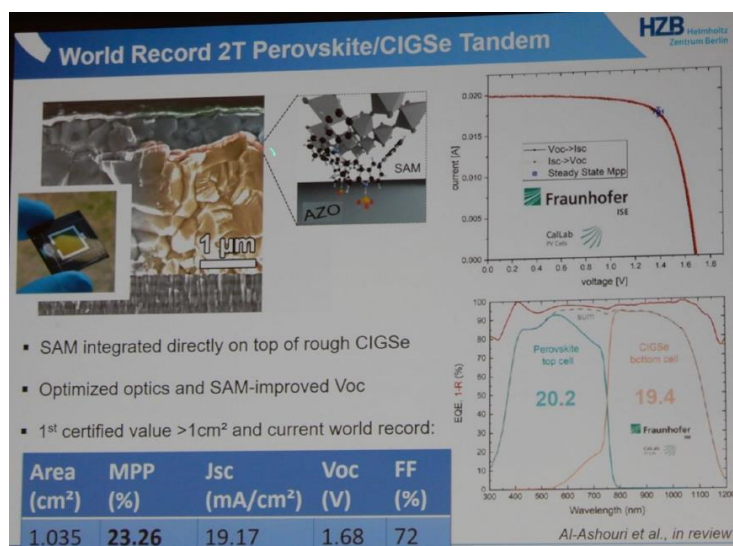 World Record 2T Perovskite/CIGSe Tandem
HZB Helmholtz
Zentrum Berlin
SAM
AZO
1 µm
current [A]
0.020
0.015
0.010
0.005
0.000
Voc->Isc
Isc->Voc
Steady State Mpp
Fraunhofer
ISE
CalLab
PV Cells
0.0 0.2 0.4 0.6 0.8 1.0 1.2 1.4 1.6 1.8
voltage [V]
▪ SAM integrated directly on top of rough CIGSe
▪ Optimized optics and SAM-improved Voc
▪ 1st certified value >1cm² and current world record:
Area (cm²) MPP (%) Jsc (mA/cm²) Voc (V) FF (%)
1.035 23.26 19.17 1.68 72
EQE, 1-R (%)
100
90
80
70
60
50
40
30
20
10
0
sum
Perovskite
top cell
20.2
CIGSe
bottom cell
19.4
Fraunhofer
ISE
CalLab
300 400 500 600 700 800 900 1000 1100 1200
Wavelength (nm)
Al-Ashouri et al., in review